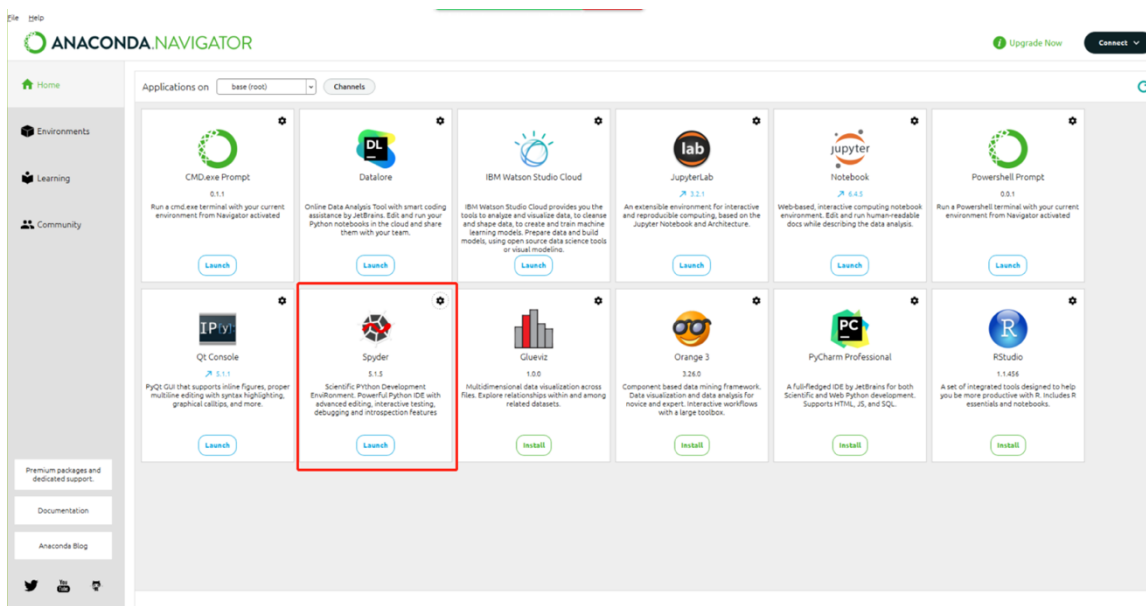 File Help
ANACONDA.NAVIGATOR
Upgrade Now
Connect
Home
Environments
Learning
Community
Applications on base (root) Channels
CMD.exe Prompt
0.1.1
Run a cmd.exe terminal with your current
environment from Navigator activated
Launch
DL
Datalore
Online Data Analysis Tool with smart coding
assistance by JetBrains. Edit and run your
Python notebooks in the cloud and share
them with your team.
Launch
IBM Watson Studio Cloud
IBM Watson Studio Cloud provides you the
tools to analyze and visualize data, to cleanse
and shape data, to create and train machine
learning models. Prepare data and build
models, using open source data science tools
or visual modeling.
Launch
lab
JupyterLab
3.2.1
An extensible environment for interactive
and reproducible computing, based on the
Jupyter Notebook and Architecture.
Launch
jupyter
Notebook
6.4.5
Web-based, interactive computing notebook
environment. Edit and run human-readable
docs while describing the data analysis.
Launch
Powershell Prompt
0.0.1
Run a Powershell terminal with your current
environment from Navigator activated
Launch
IP[y]:
Qt Console
5.1.1
PyQt GUI that supports inline figures, proper
multiline editing with syntax highlighting,
graphical calltips, and more.
Launch
Spyder
5.1.5
Scientific PYthon Development
EnviRonment. Powerful Python IDE with
advanced editing, interactive testing,
debugging and introspection features
Launch
Glueviz
1.0.0
Multidimensional data visualization across
files. Explore relationships within and among
related datasets.
Install
Orange 3
3.26.0
Component based data mining framework.
Data visualization and data analysis for
novice and expert. Interactive workflows
with a large toolbox.
Install
PC
PyCharm Professional
A full-fledged IDE by JetBrains for both
Scientific and Web Python development.
Supports HTML, JS, and SQL.
Install
R
RStudio
1.1.456
A set of integrated tools designed to help
you be more productive with R. Includes R
essentials and notebooks.
Install
Premium packages and
dedicated support.
Documentation
Anaconda Blog
You
Tube